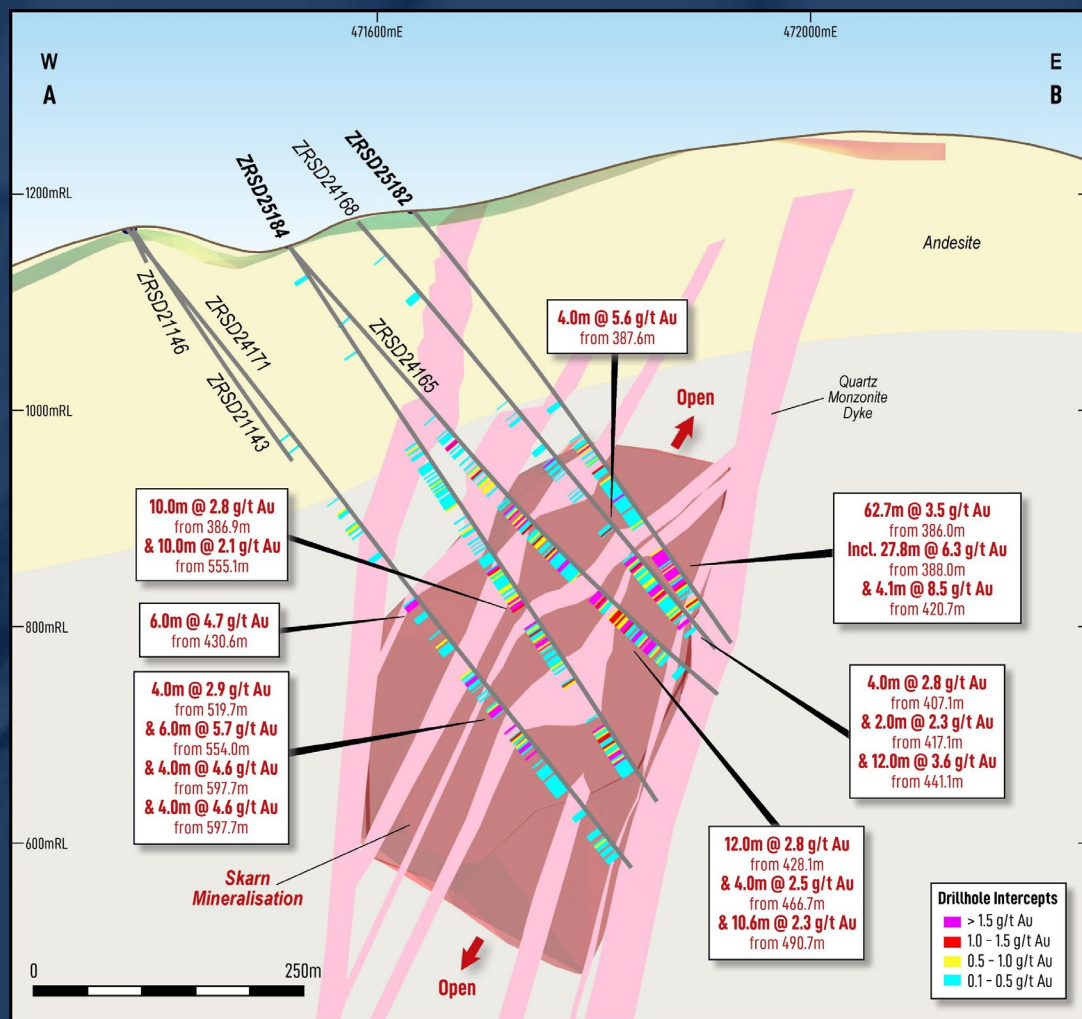 471600mE
472000mE
W
A
E
B
1200mRL
1000mRL
800mRL
600mRL
ZRSD25184
ZRSD24168
ZRSD25182
ZRSD21146
ZRSD24171
ZRSD21143
ZRSD24165
Andesite
Quartz
Monzonite
Dyke
Open
4.0m @ 5.6 g/t Au
from 387.6m
10.0m @ 2.8 g/t Au
from 386.9m
& 10.0m @ 2.1 g/t Au
from 555.1m
6.0m @ 4.7 g/t Au
from 430.6m
4.0m @ 2.9 g/t Au
from 519.7m
& 6.0m @ 5.7 g/t Au
from 554.0m
& 4.0m @ 4.6 g/t Au
from 597.7m
& 4.0m @ 4.6 g/t Au
from 597.7m
62.7m @ 3.5 g/t Au
from 386.0m
Incl. 27.8m @ 6.3 g/t Au
from 388.0m
& 4.1m @ 8.5 g/t Au
from 420.7m
4.0m @ 2.8 g/t Au
from 407.1m
& 2.0m @ 2.3 g/t Au
from 417.1m
& 12.0m @ 3.6 g/t Au
from 441.1m
12.0m @ 2.8 g/t Au
from 428.1m
& 4.0m @ 2.5 g/t Au
from 466.7m
& 10.6m @ 2.3 g/t Au
from 490.7m
Skarn
Mineralisation
Open
0
250m
Drillhole Intercepts
> 1.5 g/t Au
1.0 - 1.5 g/t Au
0.5 - 1.0 g/t Au
0.1 - 0.5 g/t Au